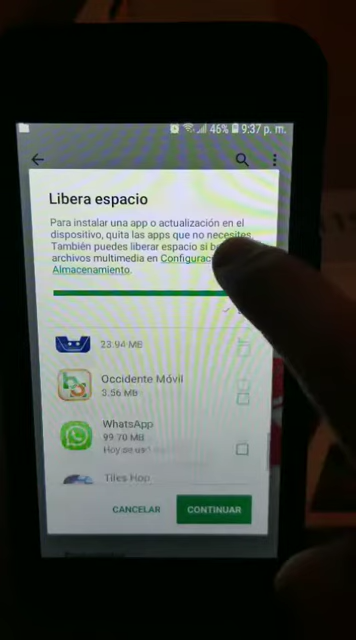 46% 9:37 p. m.
Libera espacio
Para instalar una app o actualización en el
dispositivo, quita las apps que no necesites.
También puedes liberar espacio si
archivos multimedia en
Almacenamiento.
23.94 MB
Occidente Móvil
3.56 MB
WhatsApp
99.70 MB
Hoy
Tiles Hop
CANCELAR
CONTINUAR